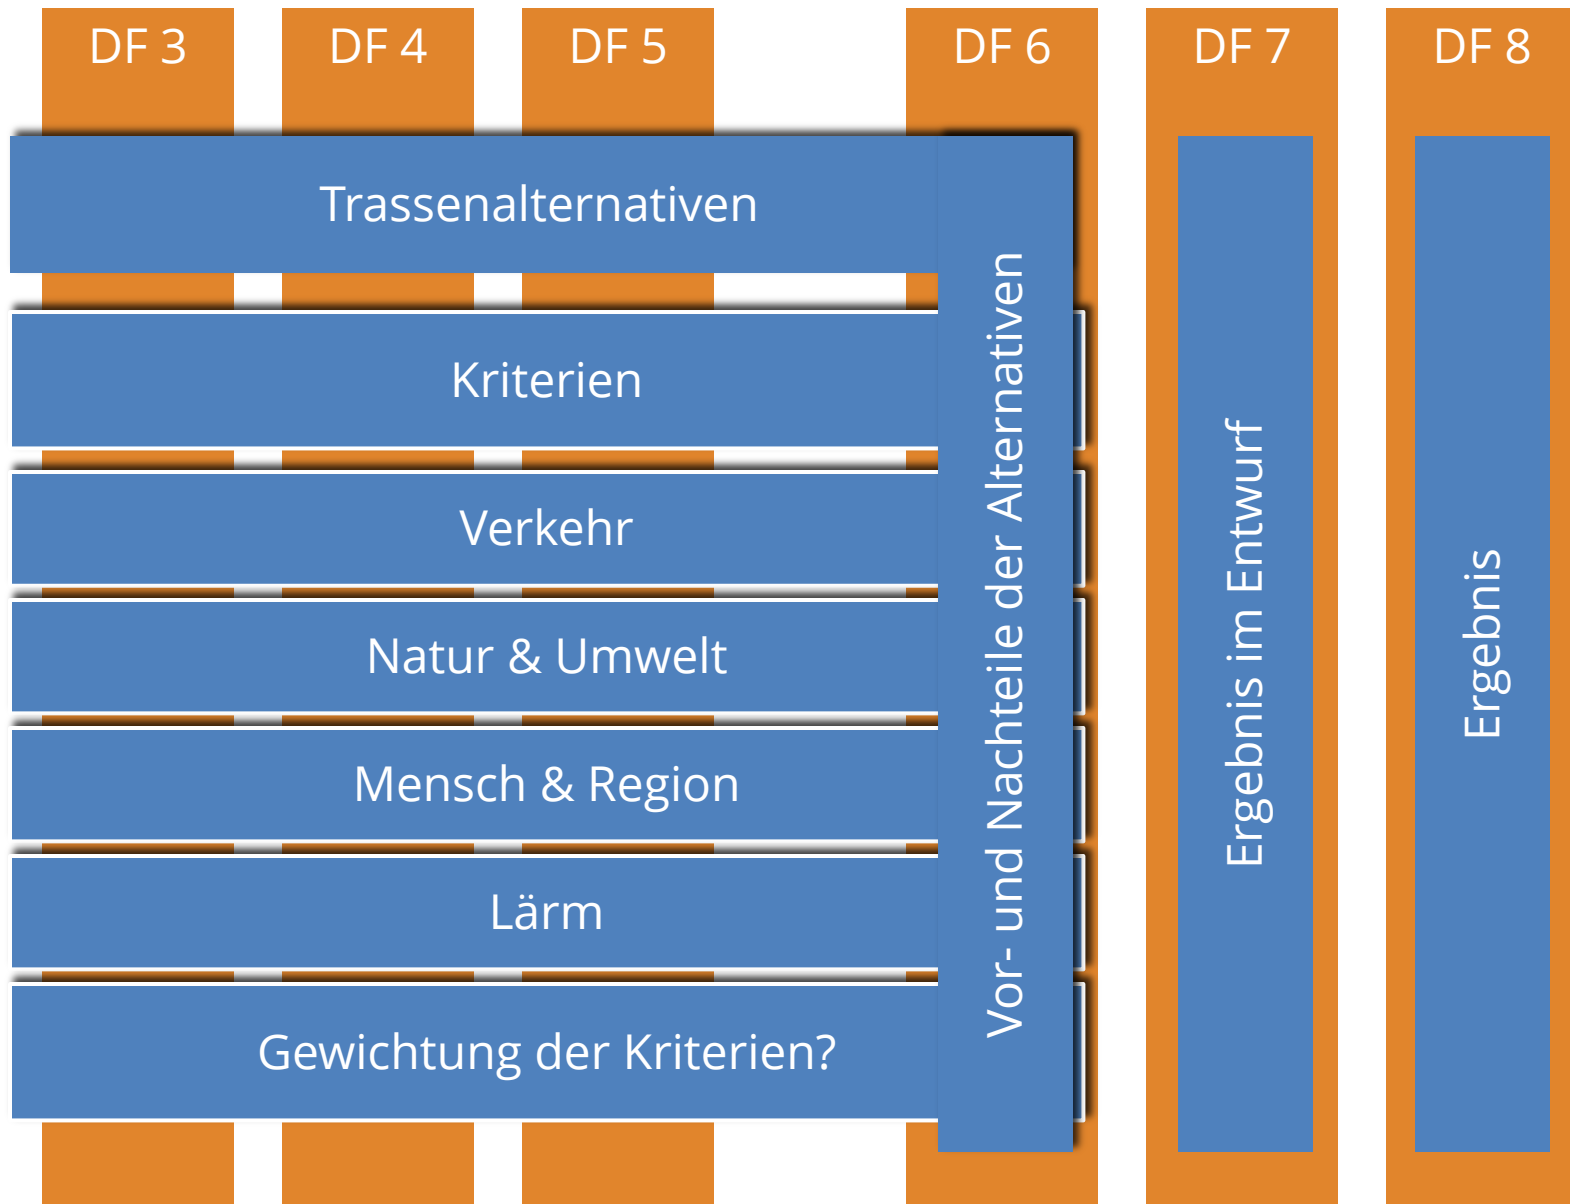 DF 3
DF 4
DF 5
DF 6
DF 7
DF 8
Trassenalternativen
Kriterien
Verkehr
Natur & Umwelt
Mensch & Region
Lärm
Gewichtung der Kriterien?
Vor- und Nachteile der Alternativen
Ergebnis im Entwurf
Ergebnis